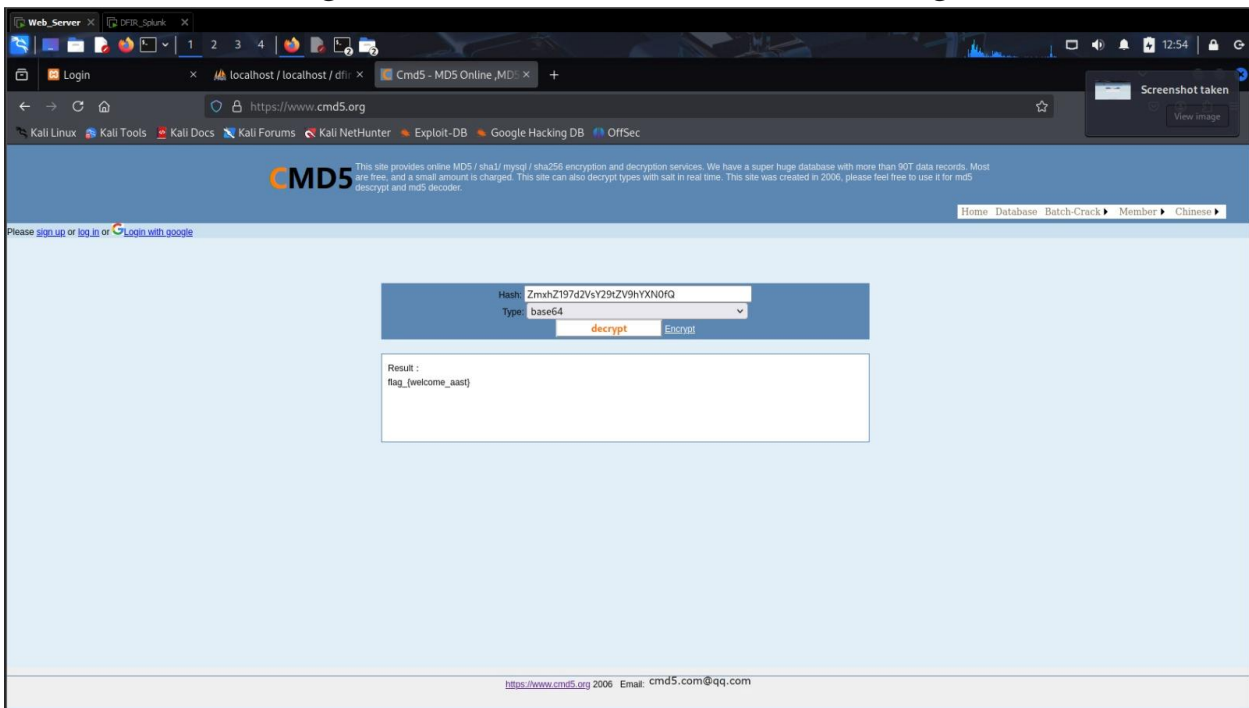 Web_Server × DFIR_Splunk ×
1 2 3 4 12:54
Login × localhost / localhost / dfir × Cmd5 - MD5 Online ,MD5 × +
Screenshot taken
View image
https://www.cmd5.org
Kali Linux Kali Tools Kali Docs Kali Forums Kali NetHunter Exploit-DB Google Hacking DB OffSec
CMD5
This site provides online MD5 / sha1/ mysql / sha256 encryption and decryption services. We have a super huge database with more than 90T data records. Most
are free, and a small amount is charged. This site can also decrypt types with salt in real time. This site was created in 2006, please feel free to use it for md5
descrypt and md5 decoder.
Home Database Batch-Crack Member Chinese
Please sign up or log in or Login with google
Hash: ZmxhZ197d2VsY29tZV9hYXN0fQ
Type: base64
decrypt Encrypt
Result :
flag_{welcome_aast}
https://www.cmd5.org 2006 Email: cmd5.com@qq.com